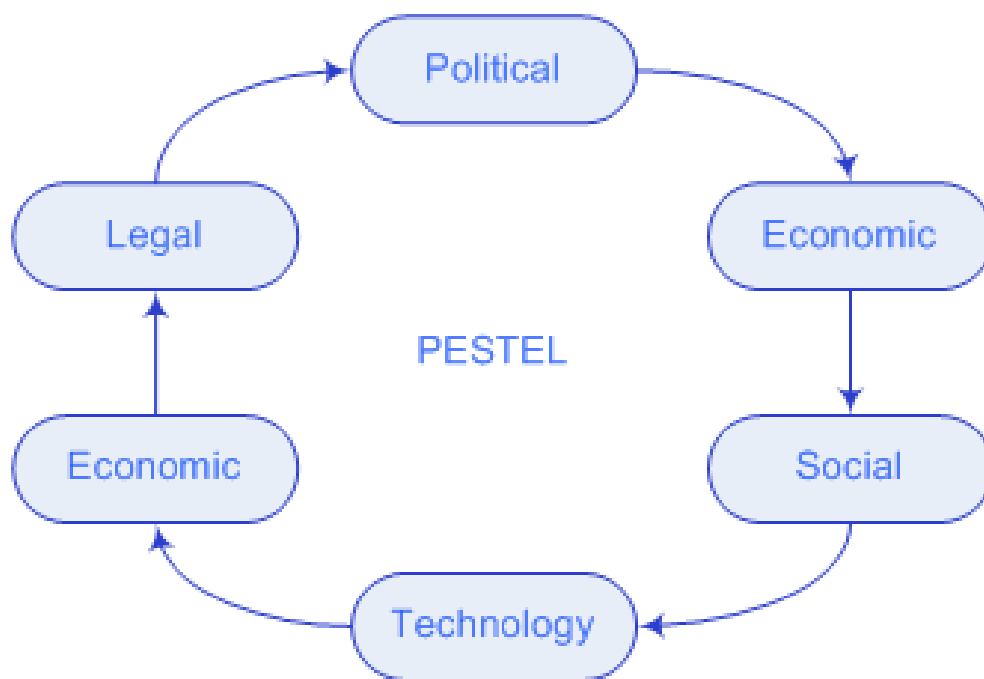 Political
Economic
Social
Technology
Economic
Legal
PESTEL